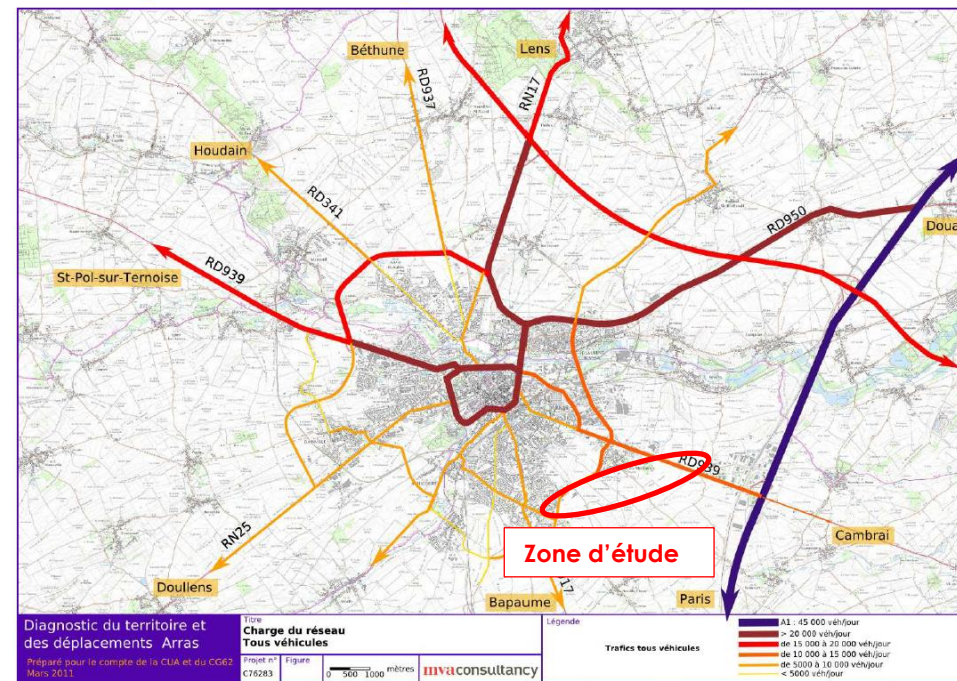 Béthune
Lens
RD937
RN17
Houdain
RD341
RD950
Doua
St-Pol-sur-Ternoise
RD939
RD939
Zone d'étude
Cambrai
RN25
Doullens
17
Bapaume
Paris
Diagnostic du territoire et
des déplacements Arras
Préparé pour le compte de la CUA et du CG62
Mars 2011
Titre
Charge du réseau
Tous véhicules
Projet n°
C76283
Figure
0 500 1000 mètres
mvaconsultancy
Légende
Trafics tous véhicules
A1 : 45 000 véh/jour
> 20 000 véh/jour
de 15 000 à 20 000 véh/jour
de 10 000 à 15 000 véh/jour
de 5000 à 10 000 véh/jour
< 5000 véh/jour